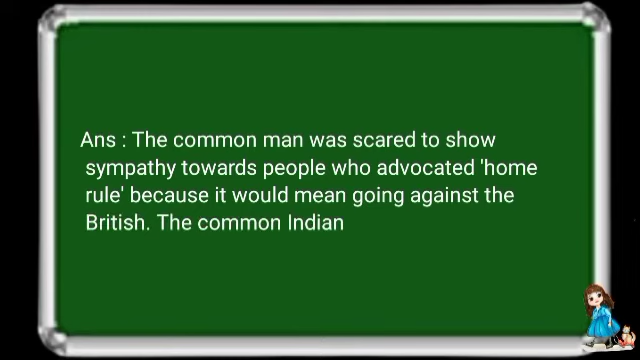 Ans : The common man was scared to show
sympathy towards people who advocated 'home
rule' because it would mean going against the
British. The common Indian